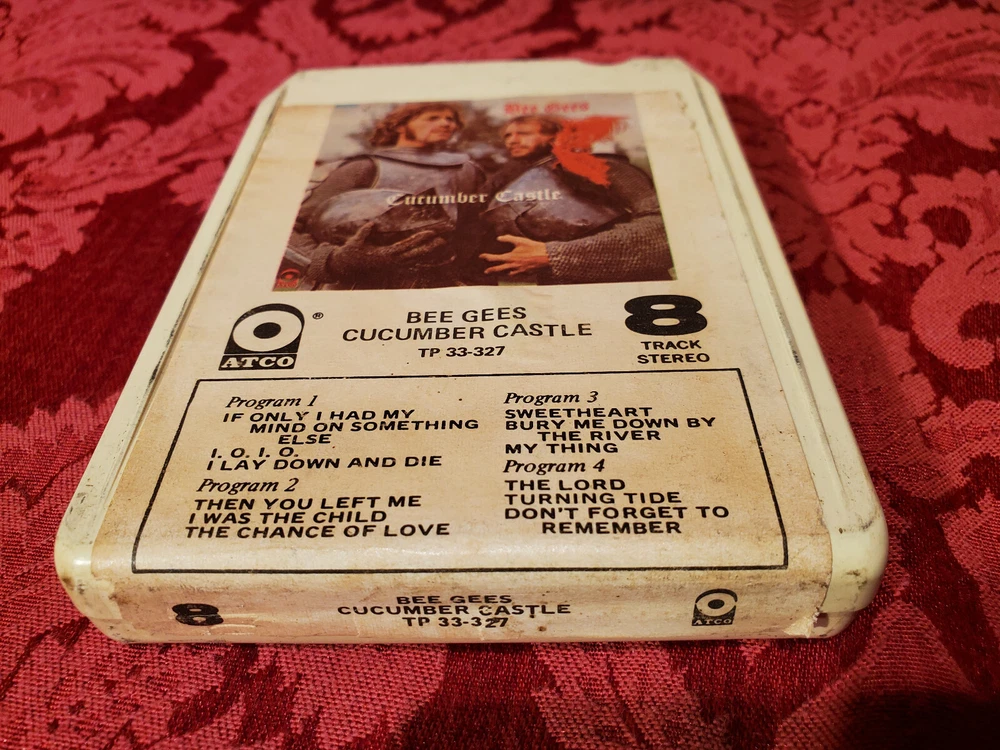 Bee Gees
Cucumber Castle
ATCO
®
BEE GEES
CUCUMBER CASTLE
TP 33-327
8
TRACK
STEREO
Program 1
IF ONLY I HAD MY
MIND ON SOMETHING
ELSE
I. O. I. O.
I LAY DOWN AND DIE
Program 2
THEN YOU LEFT ME
I WAS THE CHILD
THE CHANCE OF LOVE
Program 3
SWEETHEART
BURY ME DOWN BY
THE RIVER
MY THING
Program 4
THE LORD
TURNING TIDE
DON'T FORGET TO
REMEMBER
8
BEE GEES
CUCUMBER CASTLE
TP 33-327
ATCO